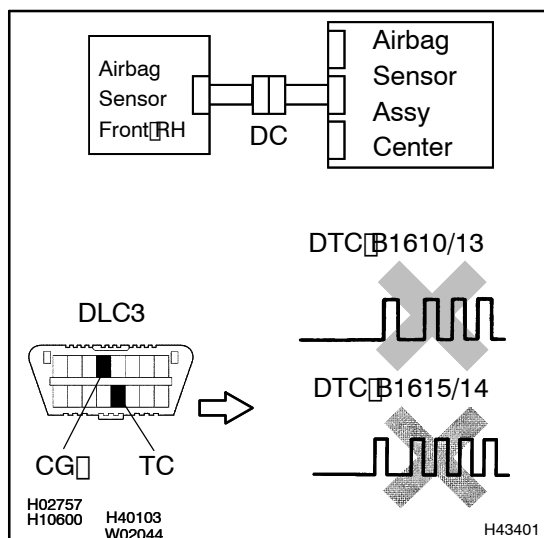 Airbag
Sensor
Front RH
DC
Airbag
Sensor
Assy
Center
DTC B1610/13
DLC3
DTC B1615/14
CG
TC
H02757
H10600
H40103
W02044
H43401